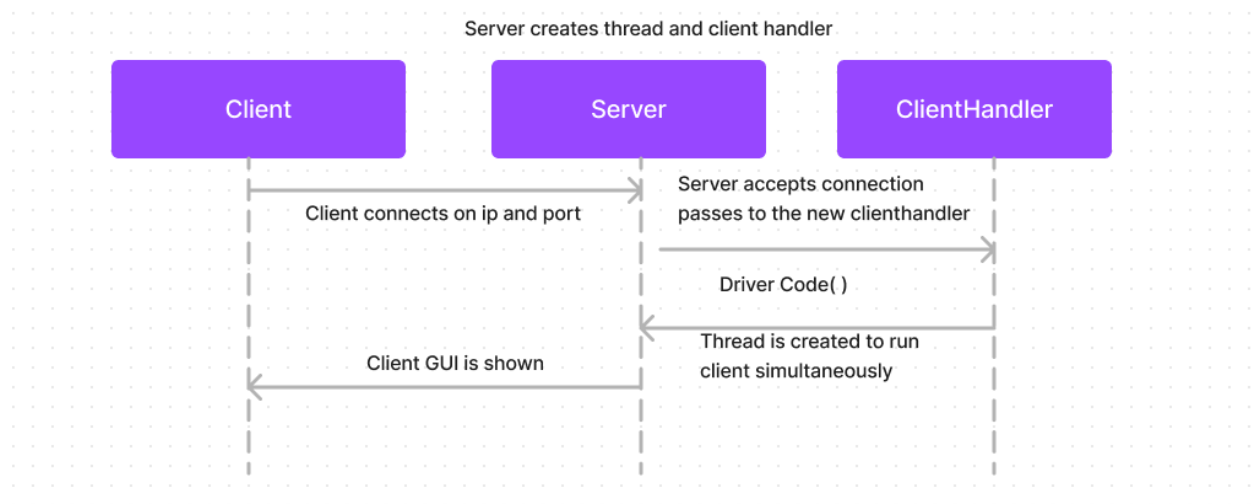 Server creates thread and client handler
Client
Server
ClientHandler
Server accepts connection
passes to the new clienthandler
Client connects on ip and port
Driver Code( )
Thread is created to run
client simultaneously
Client GUI is shown